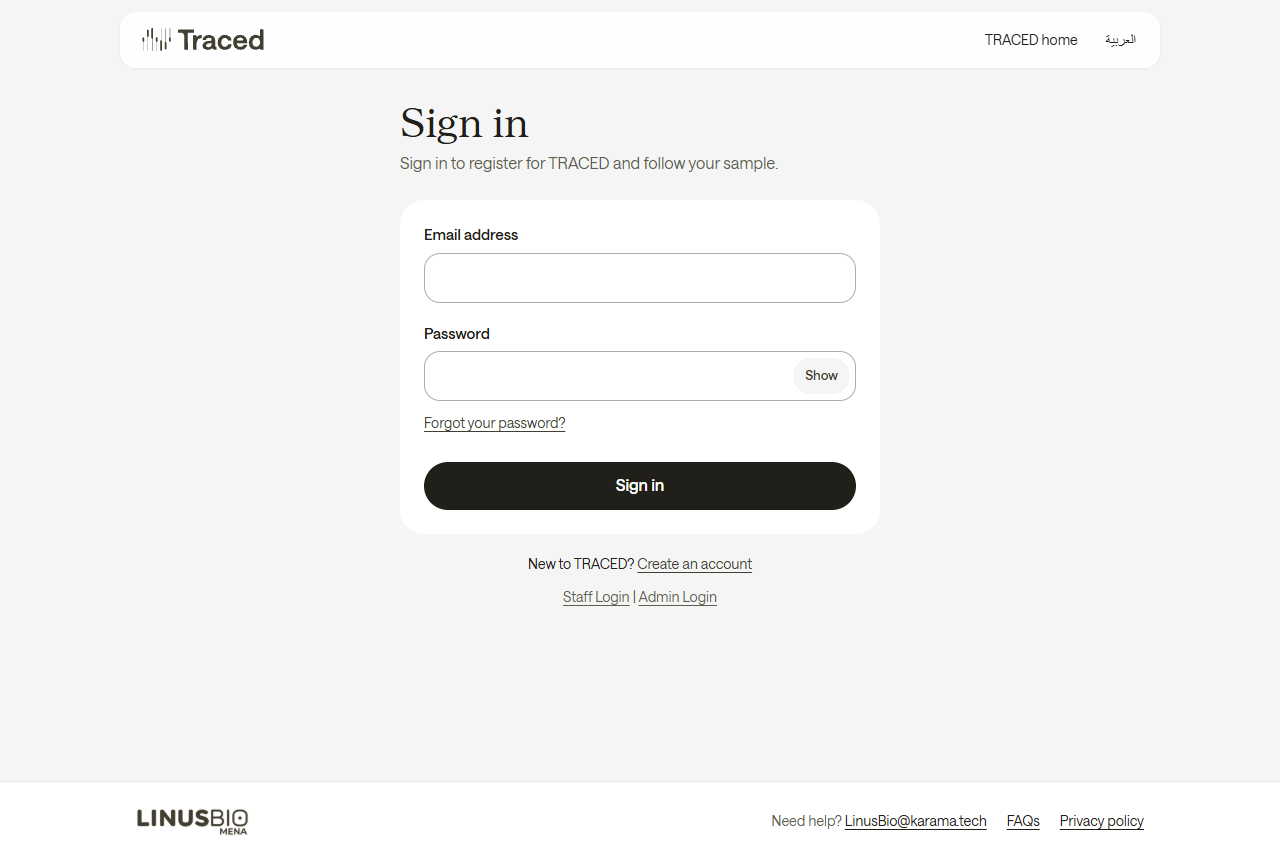 Traced
TRACED home
العربية
Sign in
Sign in to register for TRACED and follow your sample.
Email address
Password
Show
Forgot your password?
Sign in
New to TRACED? Create an account
Staff Login | Admin Login
LINUSBIO
MENA
Need help? LinusBio@karama.tech
FAQs
Privacy policy